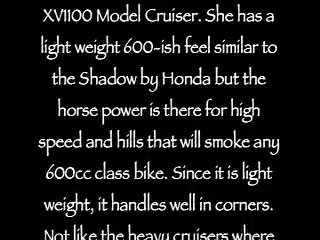 XV1100 Model Cruiser. She has a
light weight 600-ish feel similar to
the Shadow by Honda but the
horse power is there for high
speed and hills that will smoke any
600cc class bike. Since it is light
weight, it handles well in corners.
Not like the heavy cruisers where